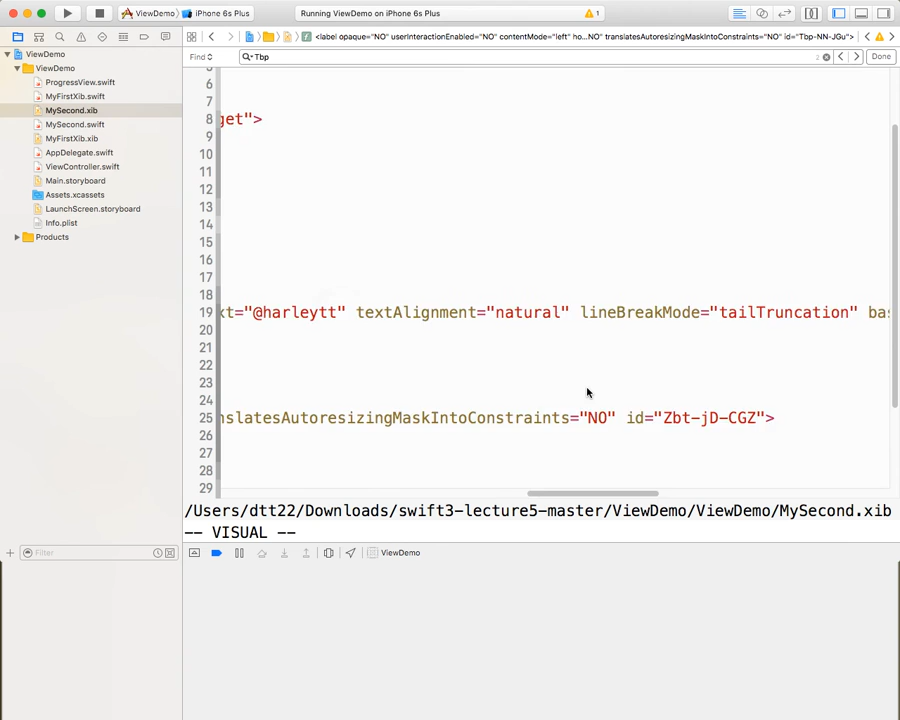 ViewDemo iPhone 6s Plus Running ViewDemo on iPhone 6s Plus 1
<label opaque="NO" userInteractionEnabled="NO" contentMode="left" ho...NO" translatesAutoresizingMaskIntoConstraints="NO" id="Tbp-NN-JGu">
Find Tbp 2 Done
ViewDemo
ViewDemo
ProgressView.swift
MyFirstXib.swift
MySecond.xib
MySecond.swift
MyFirstXib.xib
AppDelegate.swift
ViewController.swift
Main.storyboard
Assets.xcassets
LaunchScreen.storyboard
Info.plist
Products
5
6
7
8 get">
9
10
11
12
13
14
15
16
17
18
19 xt="@harleytt" textAlignment="natural" lineBreakMode="tailTruncation" bas
20
21
22
23
24
25 nslatesAutoresizingMaskIntoConstraints="NO" id="Zbt-jD-CGZ">
26
27
28
29
/Users/dtt22/Downloads/swift3-lecture5-master/ViewDemo/ViewDemo/MySecond.xib
-- VISUAL --
Filter
ViewDemo